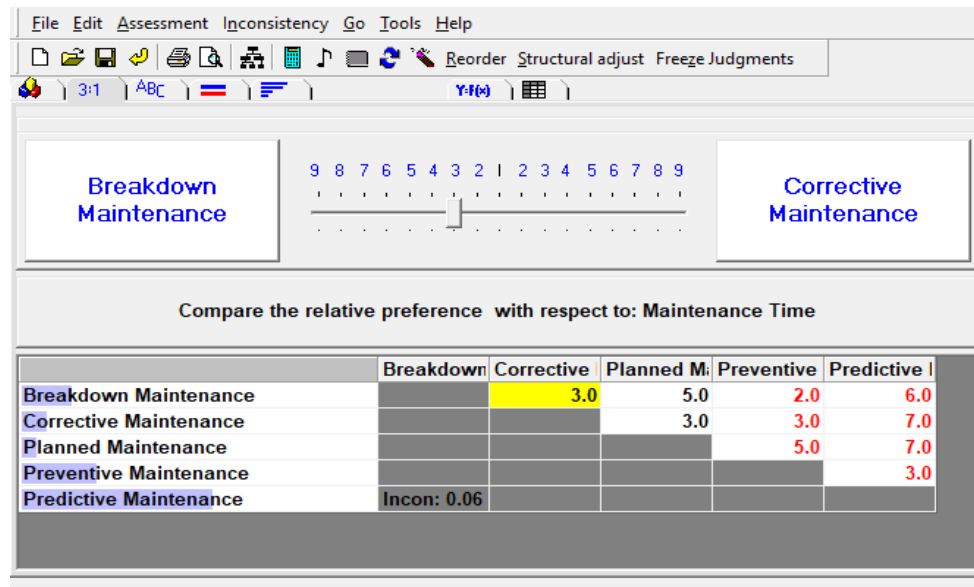 File Edit Assessment Inconsistency Go Tools Help
Reorder Structural adjust Freeze Judgments
3:1 ABC Y=F(x)
9 8 7 6 5 4 3 2 1 2 3 4 5 6 7 8 9
Breakdown
Maintenance
Corrective
Maintenance
Compare the relative preference with respect to: Maintenance Time
Breakdown Corrective Planned Ma Preventive Predictive
Breakdown Maintenance 3.0 5.0 2.0 6.0
Corrective Maintenance 3.0 3.0 7.0
Planned Maintenance 5.0 7.0
Preventive Maintenance 3.0
Predictive Maintenance Incon: 0.06